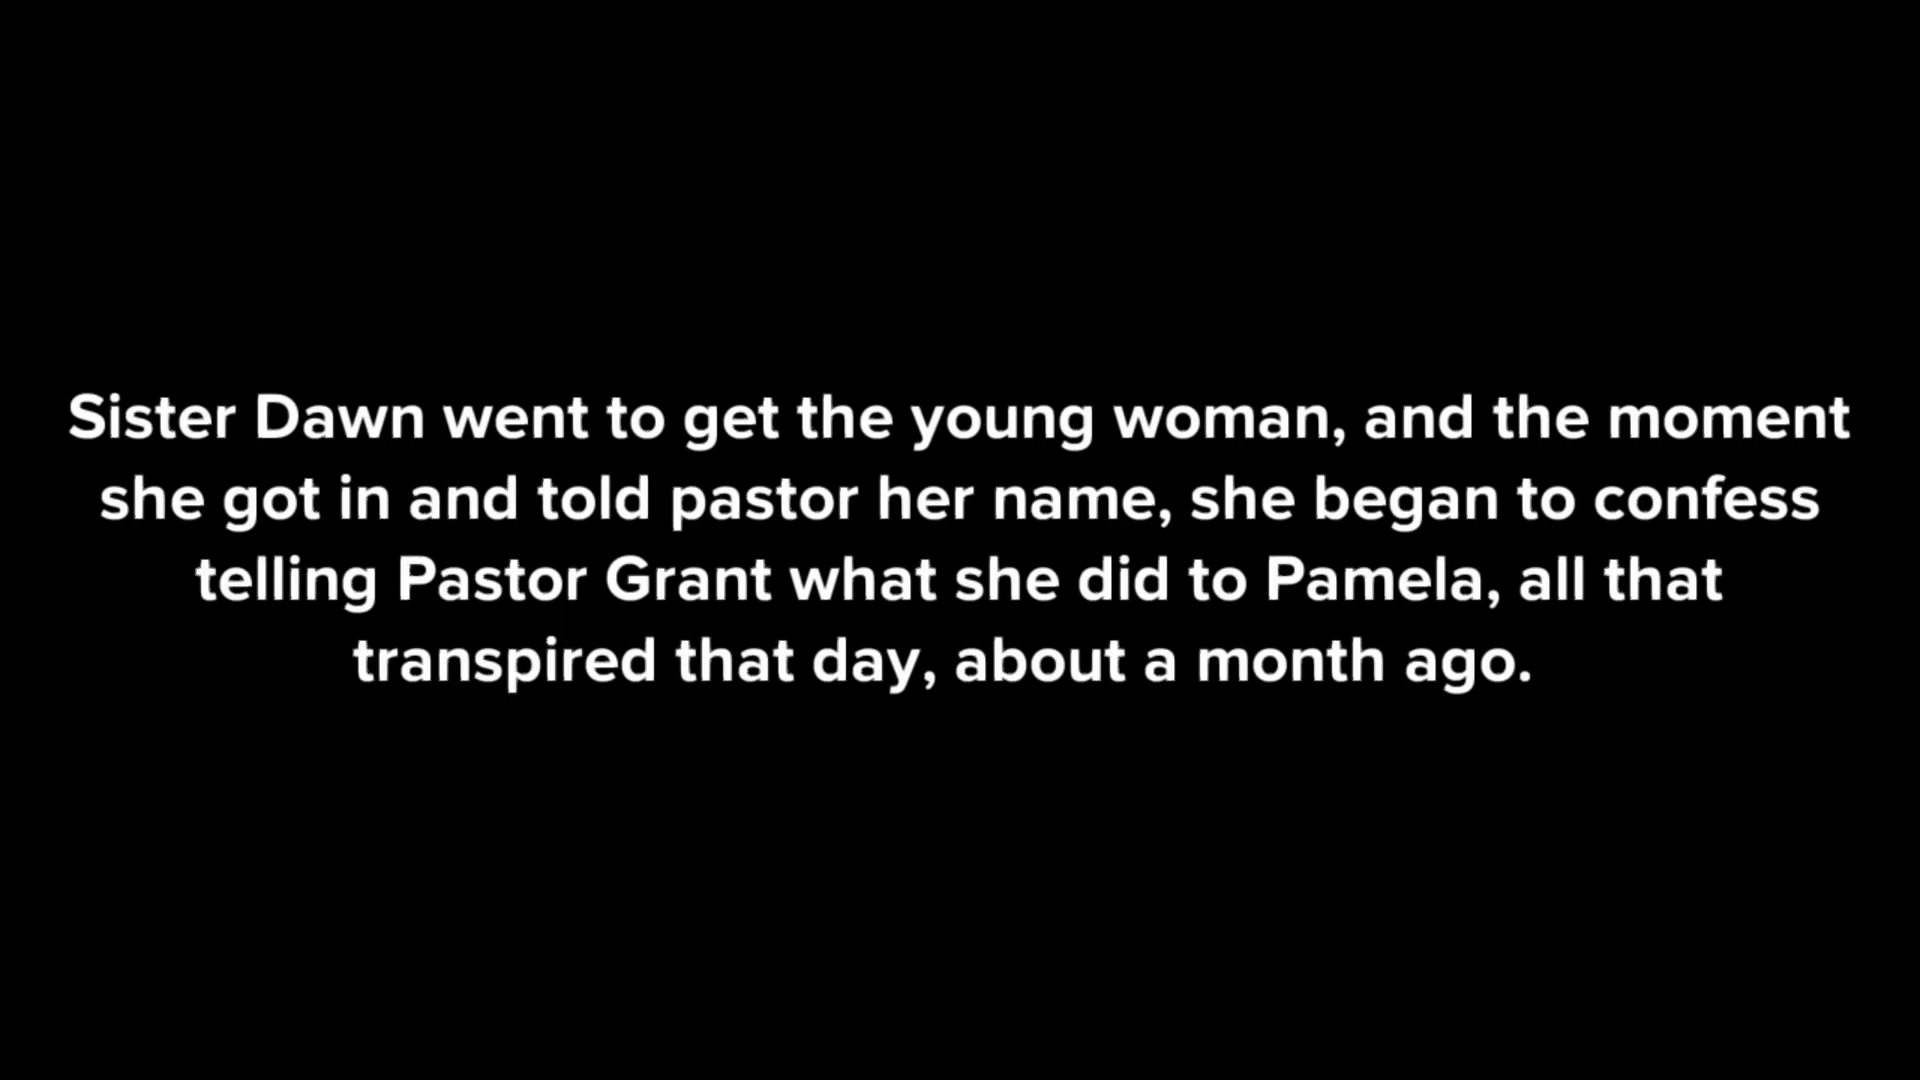 Sister Dawn went to get the young woman, and the moment
she got in and told pastor her name, she began to confess
telling Pastor Grant what she did to Pamela, all that
transpired that day, about a month ago.